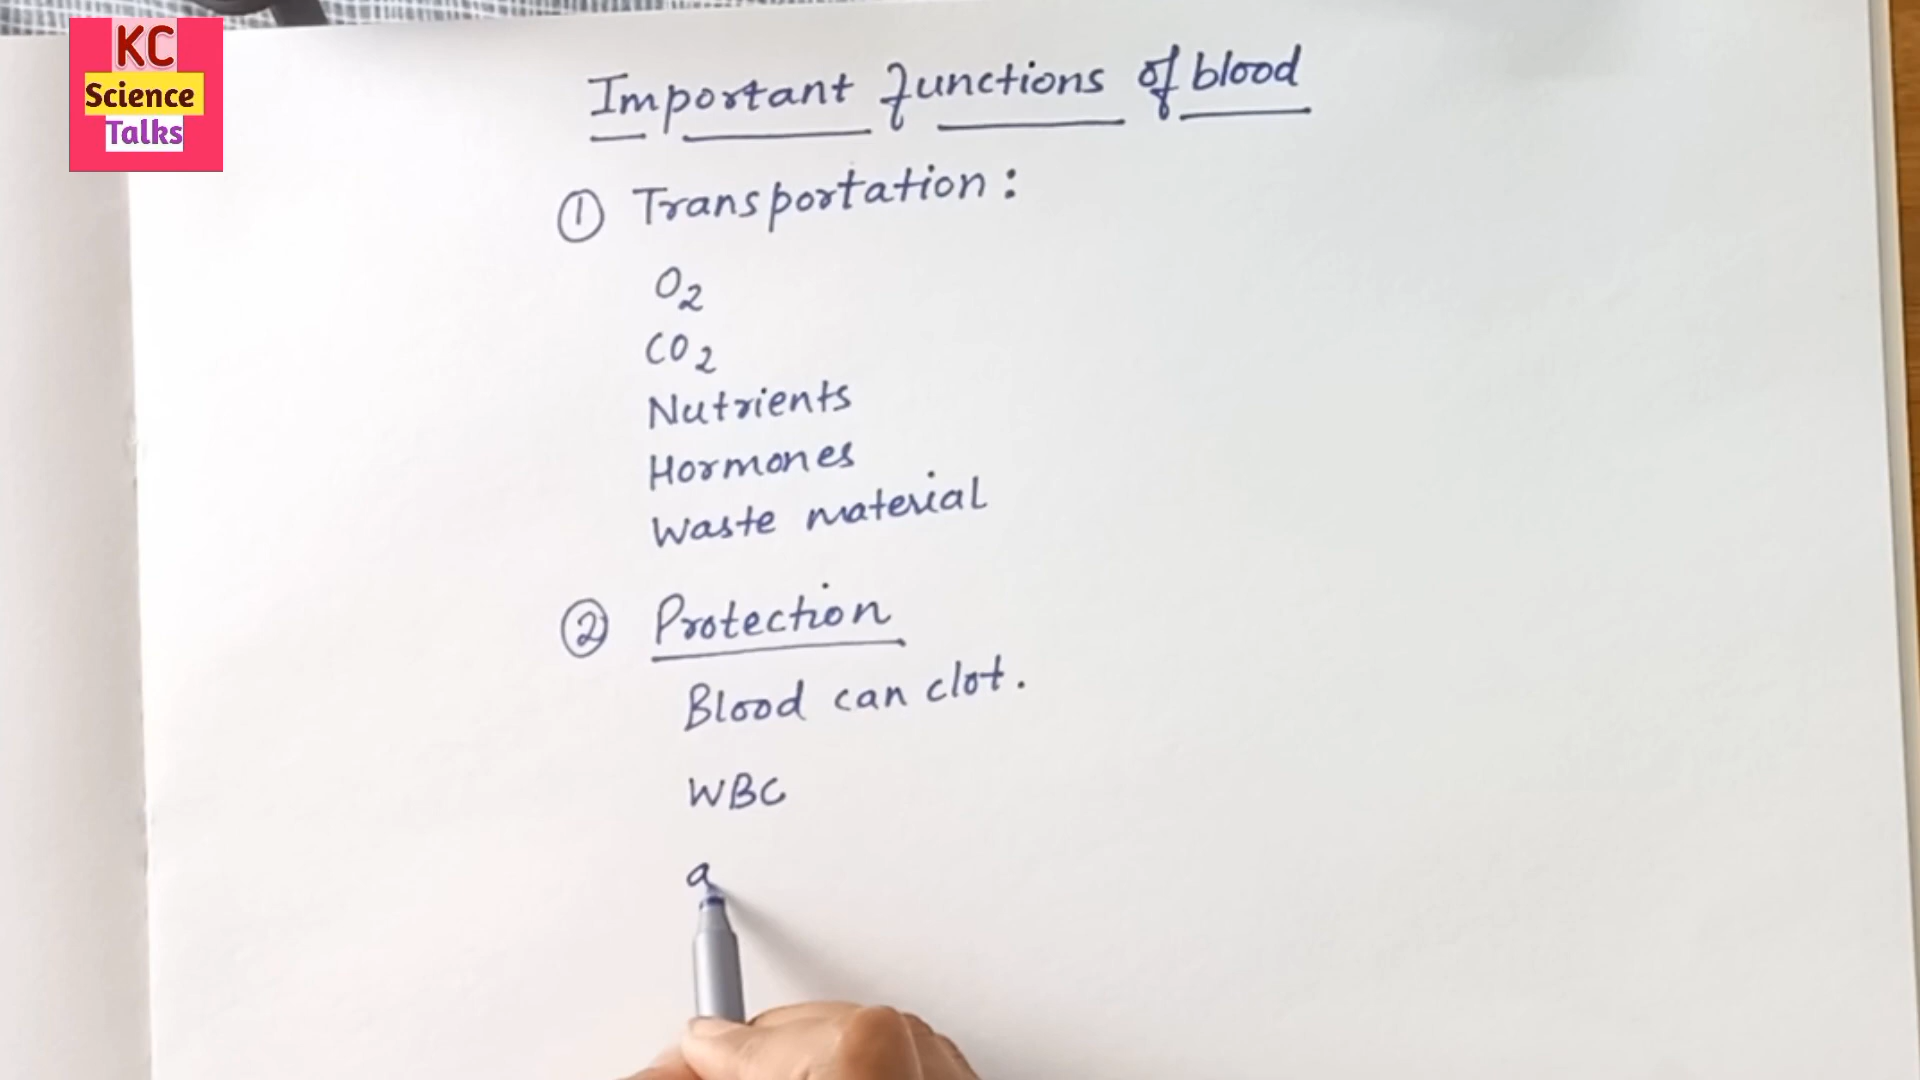 KC
Science
Talks
Important functions of blood
① Transportation:
O₂
CO₂
Nutrients
Hormones
Waste material
② Protection
Blood can clot.
WBC
a